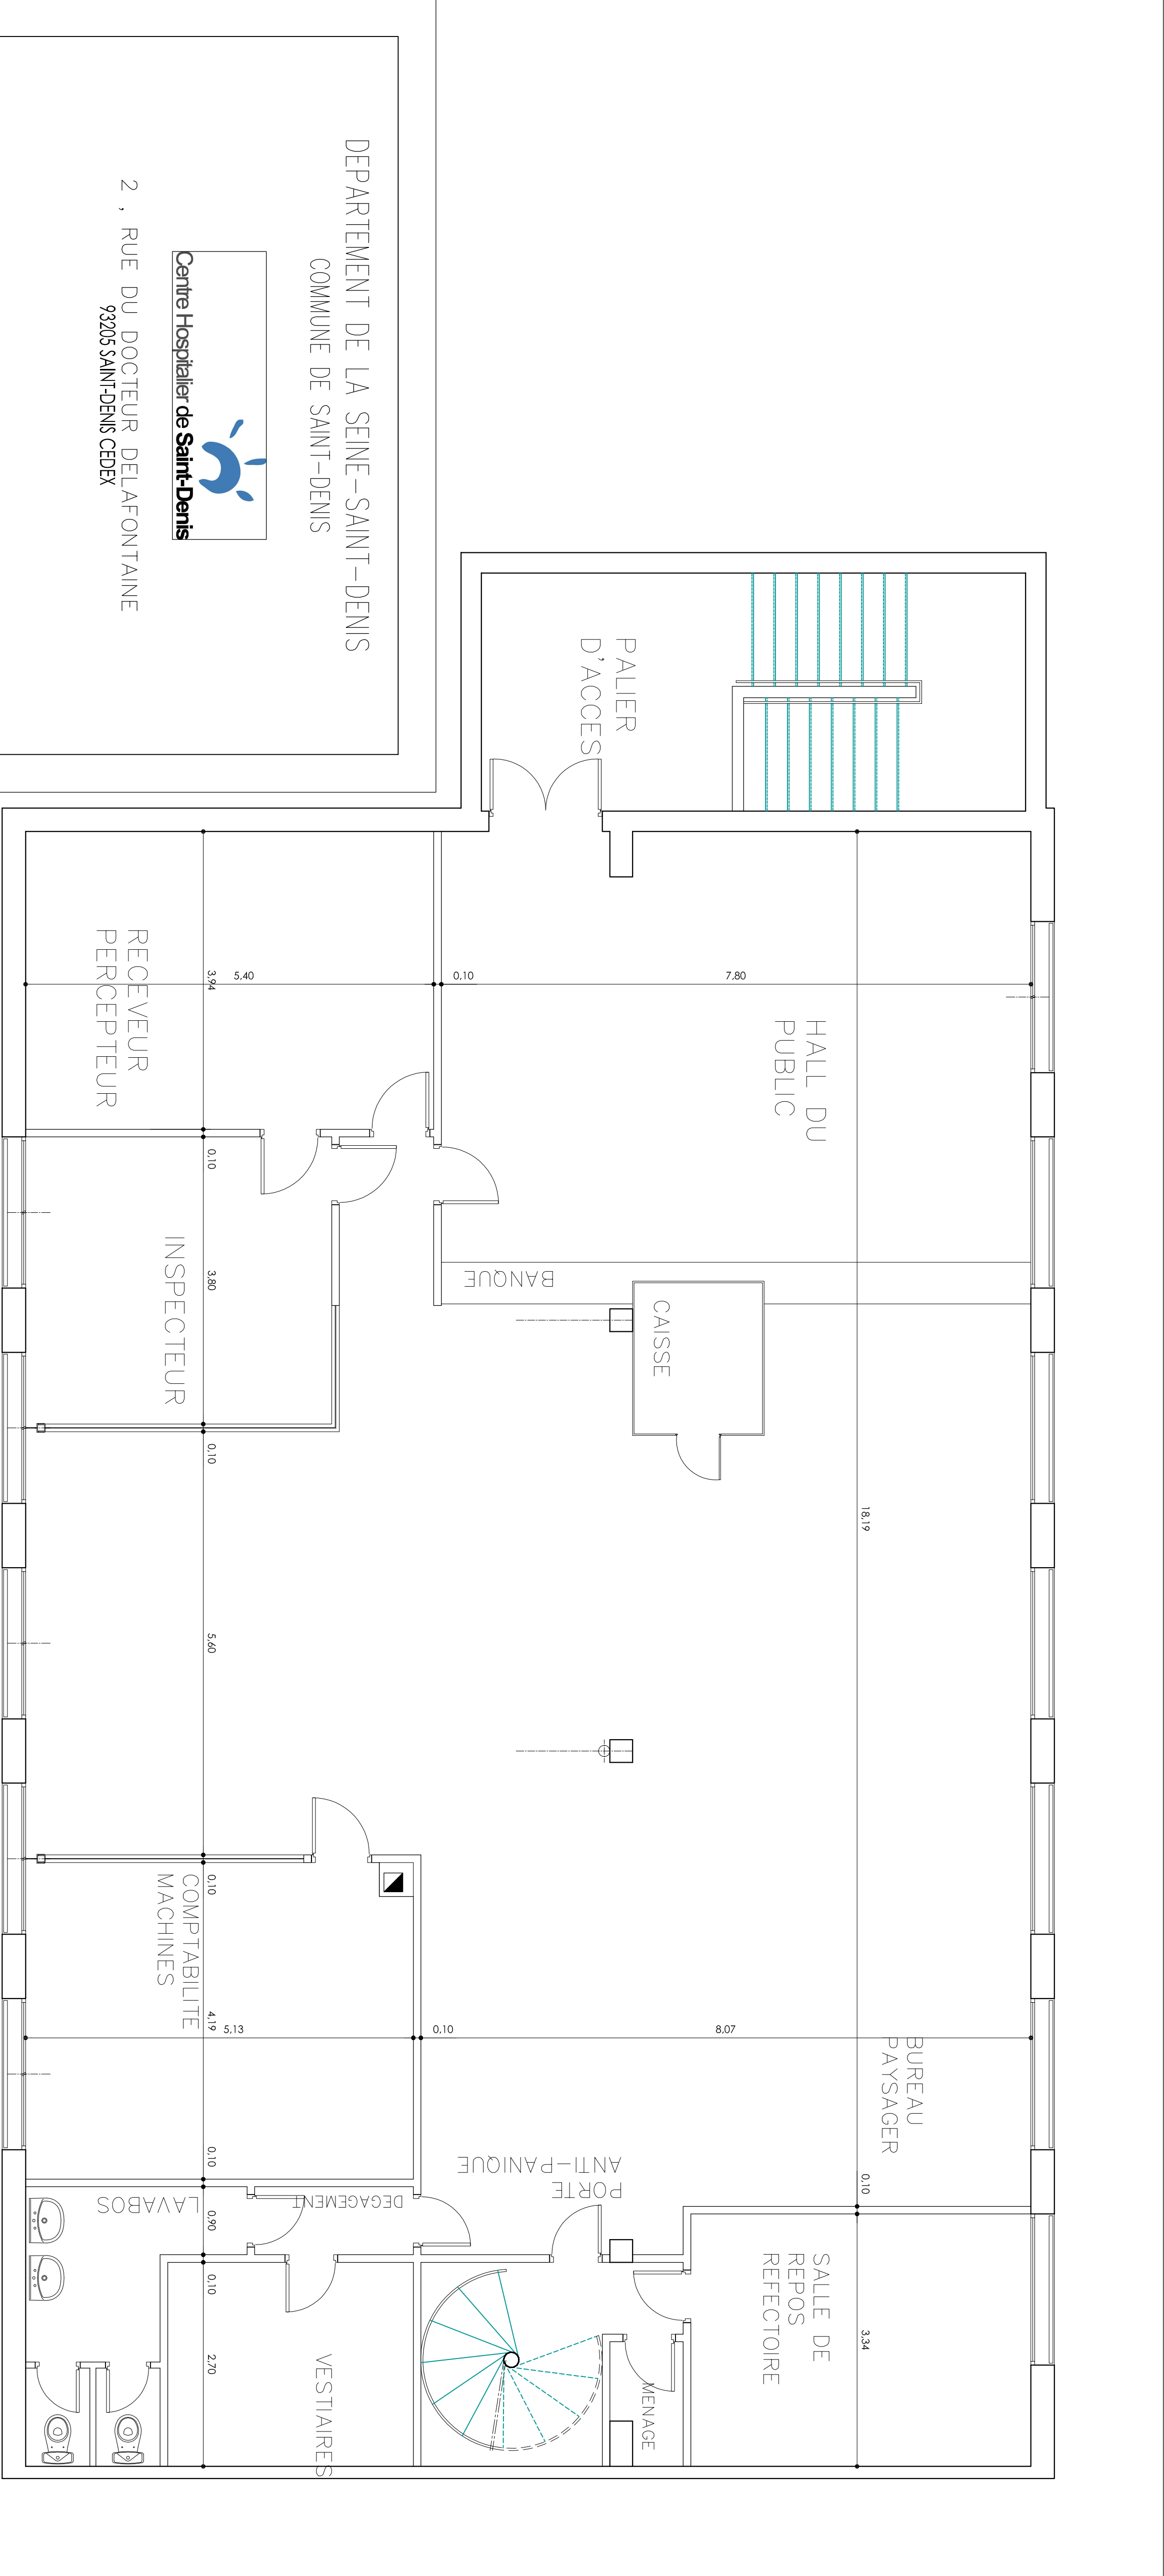 DEPARTEMENT DE LA SEINE-SAINT-DENIS
COMMUNE DE SAINT-DENIS
Centre Hospitalier de Saint-Denis
2 , RUE DU DOCTEUR DELAFONTAINE
93205 SAINT-DENIS CEDEX
PALIER
D'ACCES
HALL DU
PUBLIC
7,80
0,10
5,40
3,94
RECEVEUR
PERCEPTEUR
0,10
BANQUE
CAISSE
3,80
INSPECTEUR
0,10
18,19
5,60
0,10
COMPTABILITE
MACHINES
4,19
5,13
0,10
8,07
BUREAU
PAYSAGER
0,10
PORTE
ANTI-PANIQUE
0,10
DEGAGEMENT
LAVABOS
0,90
0,10
SALLE DE
REPOS
REFECTOIRE
3,34
MENAGE
VESTIAIRES
2,70